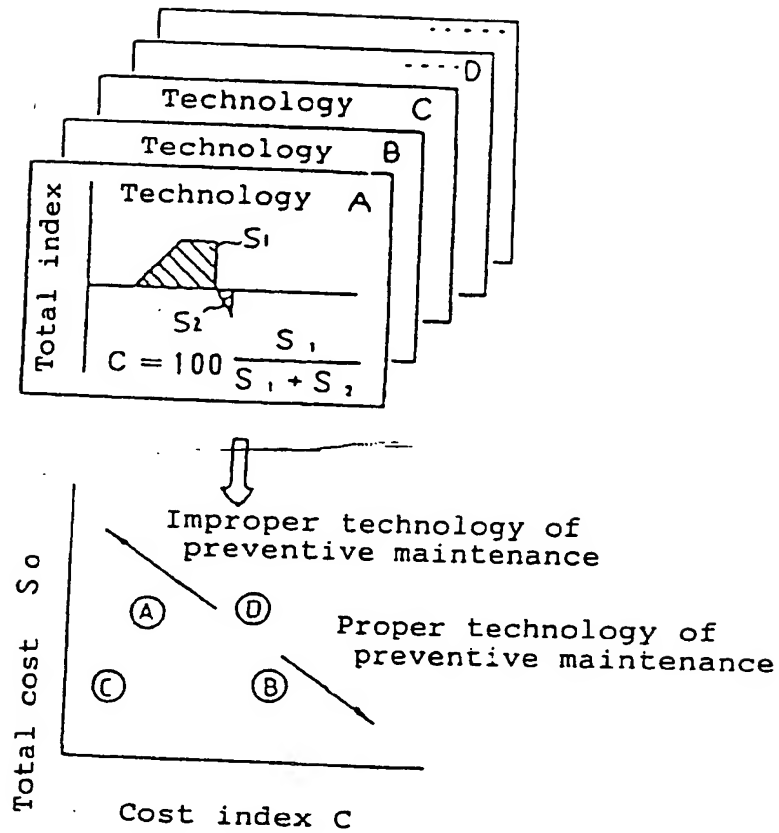 .....
....D
Technology C
Technology B
Technology A
Total index
S1
S2
C = 100 S1 / S1 + S2
Improper technology of
preventive maintenance
Total cost So
A
D
Proper technology of
preventive maintenance
C
B
Cost index C